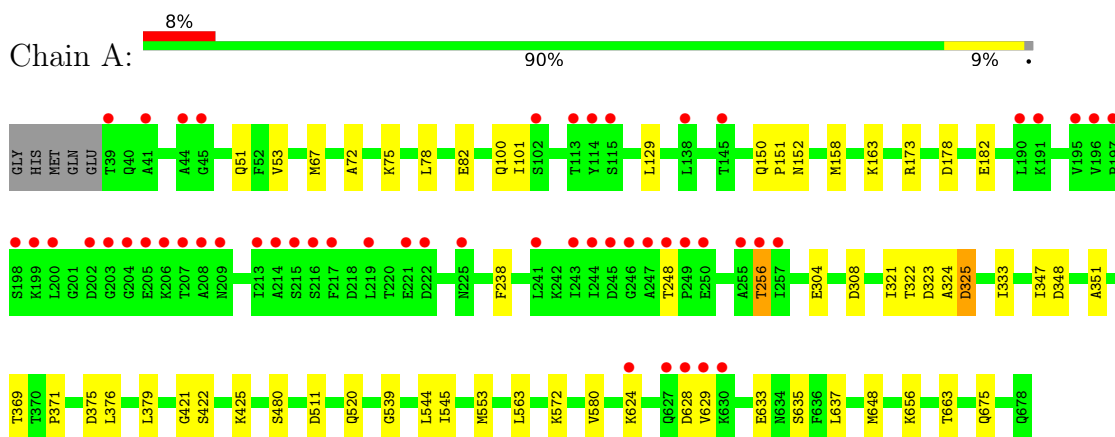 8%
Chain A:
90% 9% •
GLY HIS MET GLN GLU T39 Q40 A41 A44 G45 Q51 F52 V53 M67 A72 K75 L78 E82 Q100 I101 S102 T113 Y114 S115 L129 L138 T145 Q150 P151 N152 M158 K163 R173 D178 E182 L190 K191 V195 V196
S198 K199 L200 G201 D202 G203 G204 E205 K206 T207 A208 N209 I213 A214 S215 S216 F217 D218 L219 T220 E221 D222 N225 F238 L241 K242 I243 I244 D245 G246 A247 T248 P249 E250 A255 T256 I257 E304 D308 I321 T322 D323 A324 D325 I333 I347 D348 A351
T369 T370 P371 D375 L376 L379 G421 S422 K425 S480 D511 Q520 G539 L544 I545 M553 L563 K572 V580 K624 Q627 D628 V629 K630 E633 N634 S635 F636 L637 M648 K656 T663 Q675 Q678